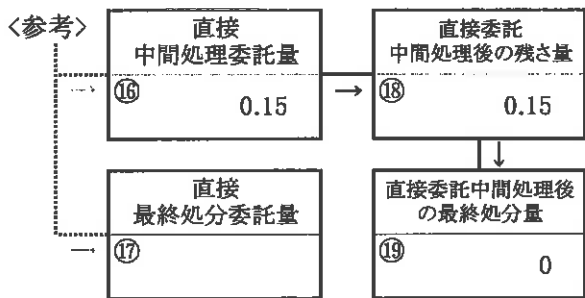 <参考>
直接
中間処理委託量
⑯
0.15
→
直接委託
中間処理後の残さ量
⑱
0.15
↓
直接
最終処分委託量
⑰
直接委託中間処理後
の最終処分量
⑲
0